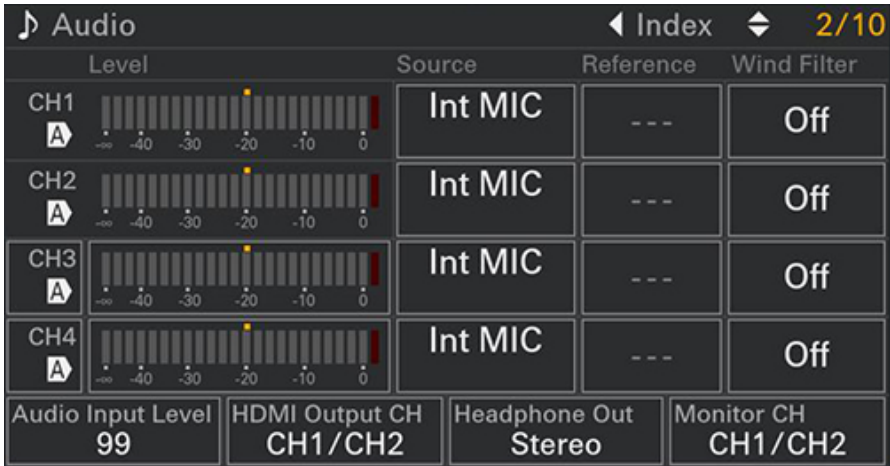 ♪ Audio ◀ Index 2/10
Level Source Reference Wind Filter
CH1 Int MIC --- Off
A -∞ -40 -30 -20 -10 0
CH2 Int MIC --- Off
A -∞ -40 -30 -20 -10 0
CH3 Int MIC --- Off
A -∞ -40 -30 -20 -10 0
CH4 Int MIC --- Off
A -∞ -40 -30 -20 -10 0
Audio Input Level HDMI Output CH Headphone Out Monitor CH
99 CH1/CH2 Stereo CH1/CH2